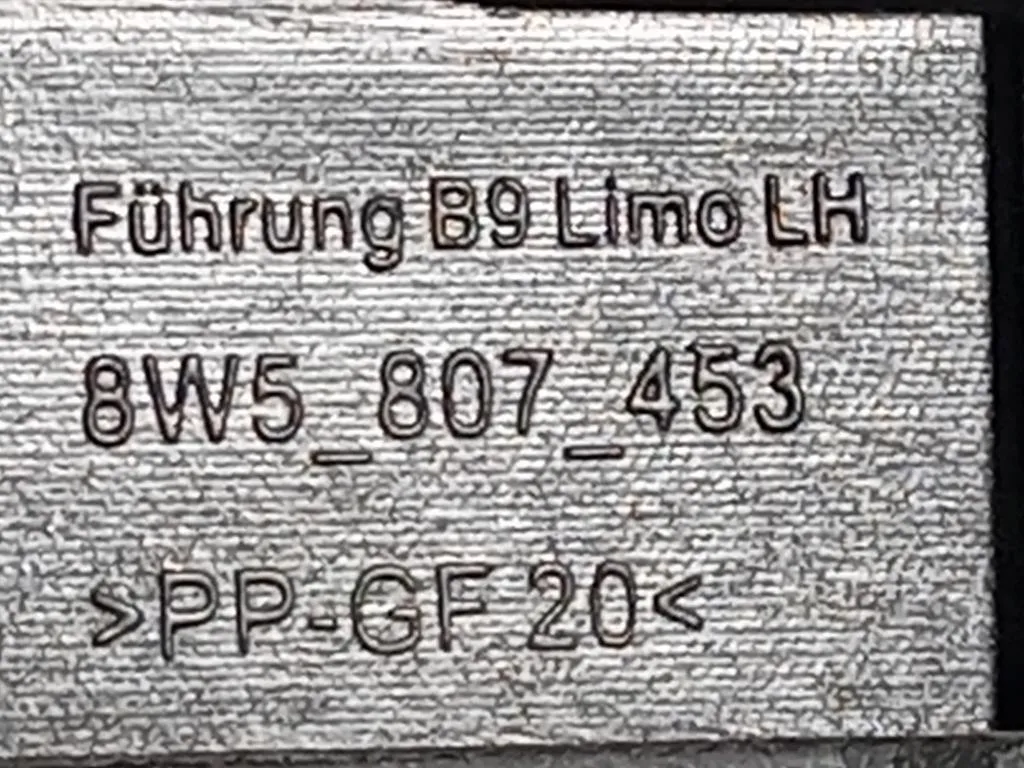 Führung B9 Limo LH
8W5_807_453
>PP-GF 20<